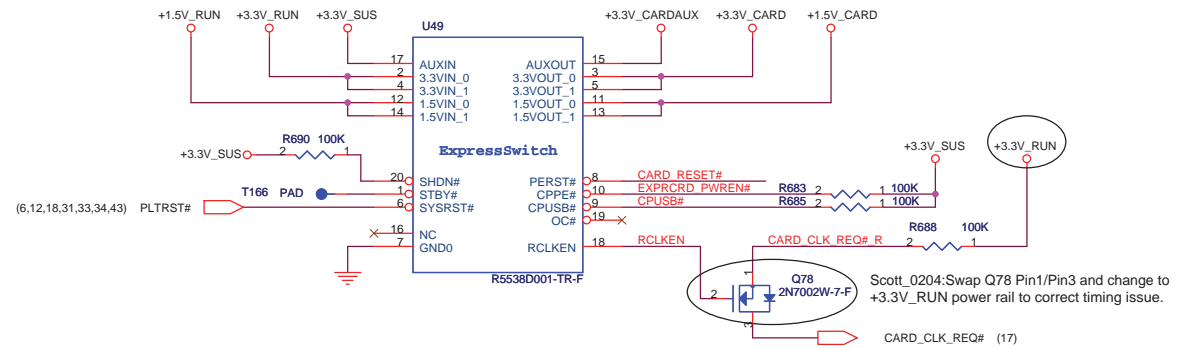 +1.5V_RUN +3.3V_RUN +3.3V_SUS
U49
+3.3V_CARDAUX +3.3V_CARD +1.5V_CARD
17 AUXIN AUXOUT 15
2 3.3VIN_0 3.3VOUT_0 3
4 3.3VIN_1 3.3VOUT_1 5
12 1.5VIN_0 1.5VOUT_0 11
14 1.5VIN_1 1.5VOUT_1 13
R690 100K
+3.3V_SUS 2 1
ExpressSwitch
+3.3V_SUS +3.3V_RUN
20 SHDN# PERST# 8 CARD_RESET#
T166 PAD 1 STBY# CPPE# 10 EXPRCRD_PWREN# R683 2 1 100K
(6,12,18,31,33,34,43) PLTRST# 6 SYSRST# CPUSB# 9 CPUSB# R685 2 1 100K
OC# 19
16 NC
7 GND0 RCLKEN 18 RCLKEN CARD_CLK_REQ#_R R688 2 1 100K
R5538D001-TR-F
1 Q78
2 2N7002W-7-F
3
Scott_0204:Swap Q78 Pin1/Pin3 and change to
+3.3V_RUN power rail to correct timing issue.
CARD_CLK_REQ# (17)